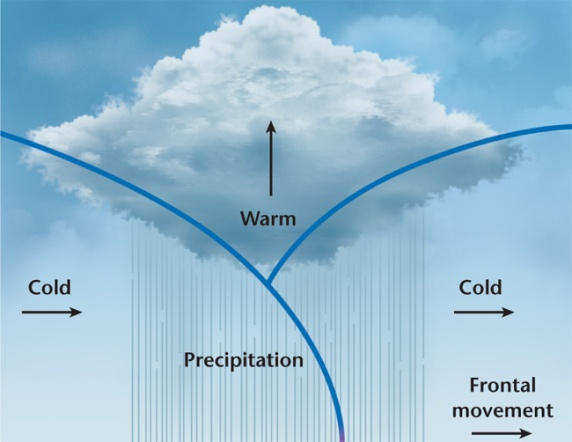 Warm
Cold
Cold
Precipitation
Frontal
movement